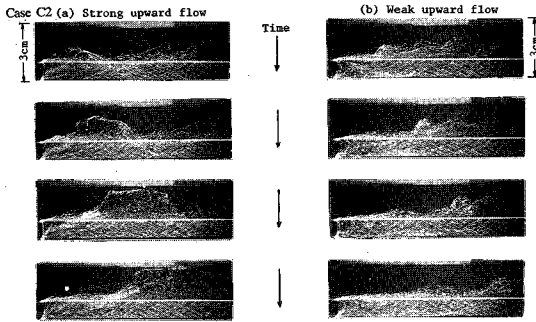 Case C2 (a) Strong upward flow
(b) Weak upward flow
3cm
Time
3cm